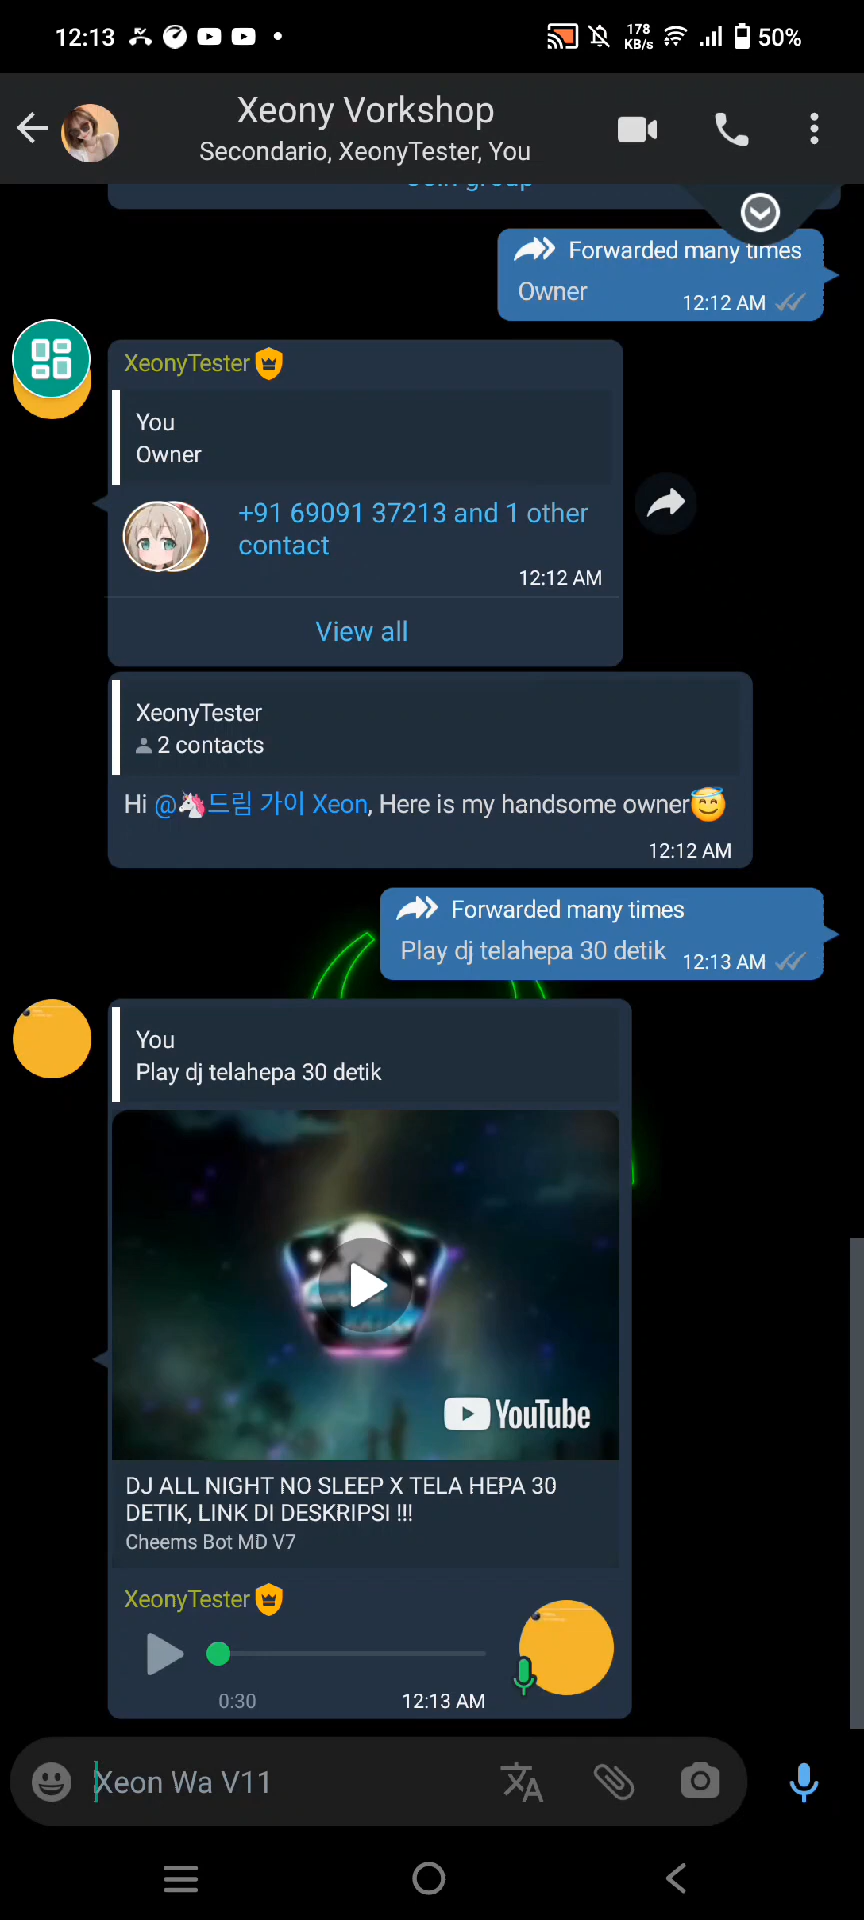 12:13
178
KB/s
50%
Xeony Vorkshop
Secondario, XeonyTester, You
Forwarded many times
Owner
12:12 AM
XeonyTester
You
Owner
+91 69091 37213 and 1 other
contact
12:12 AM
View all
XeonyTester
2 contacts
Hi @🦄드림 가이 Xeon, Here is my handsome owner😇
12:12 AM
Forwarded many times
Play dj telahepa 30 detik
12:13 AM
You
Play dj telahepa 30 detik
YouTube
DJ ALL NIGHT NO SLEEP X TELA HEPA 30
DETIK, LINK DI DESKRIPSI !!!
Cheems Bot MD V7
XeonyTester
0:30
12:13 AM
Xeon Wa V11